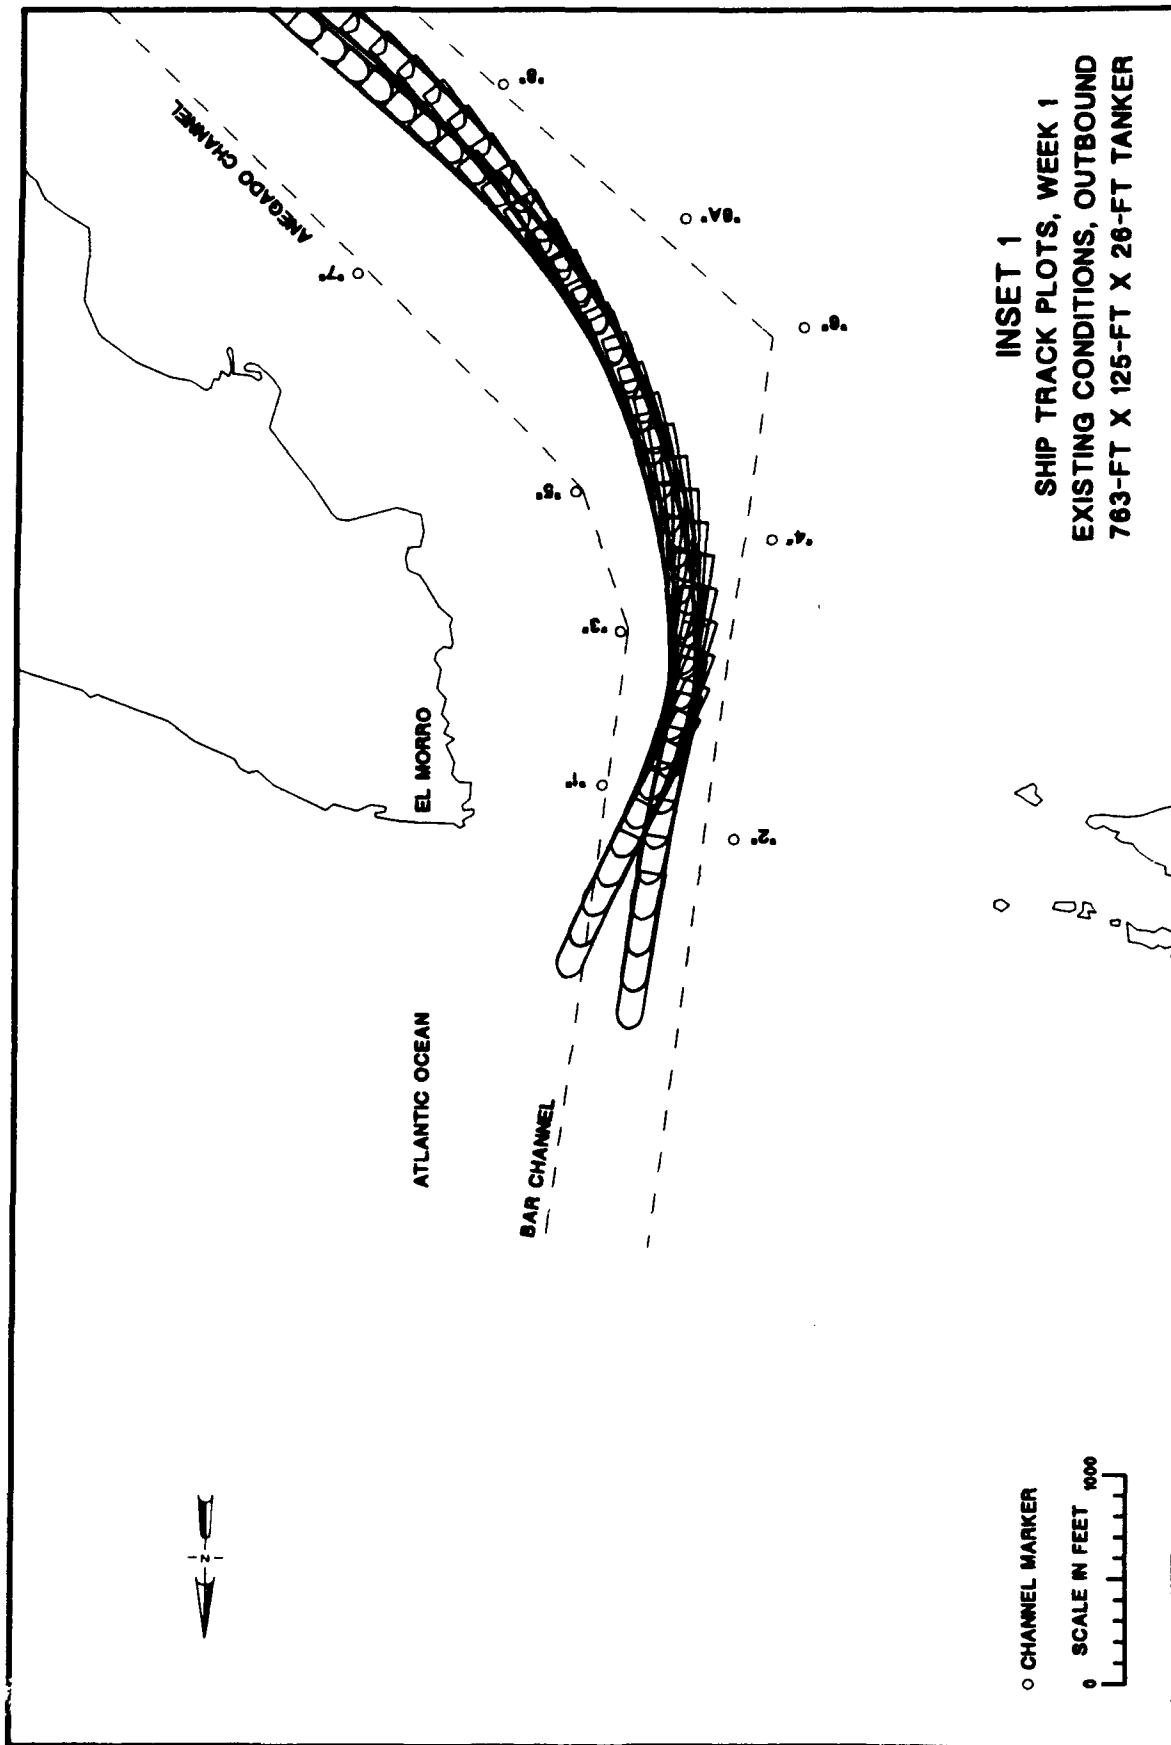 ANEGADO CHANNEL
"8"
"7"
"8A"
"6"
"5"
"4"
"3"
EL MORRO
"1"
"2"
ATLANTIC OCEAN
BAR CHANNEL
N
INSET 1
SHIP TRACK PLOTS, WEEK 1
EXISTING CONDITIONS, OUTBOUND
763-FT X 125-FT X 26-FT TANKER
CHANNEL MARKER
SCALE IN FEET
0 1000